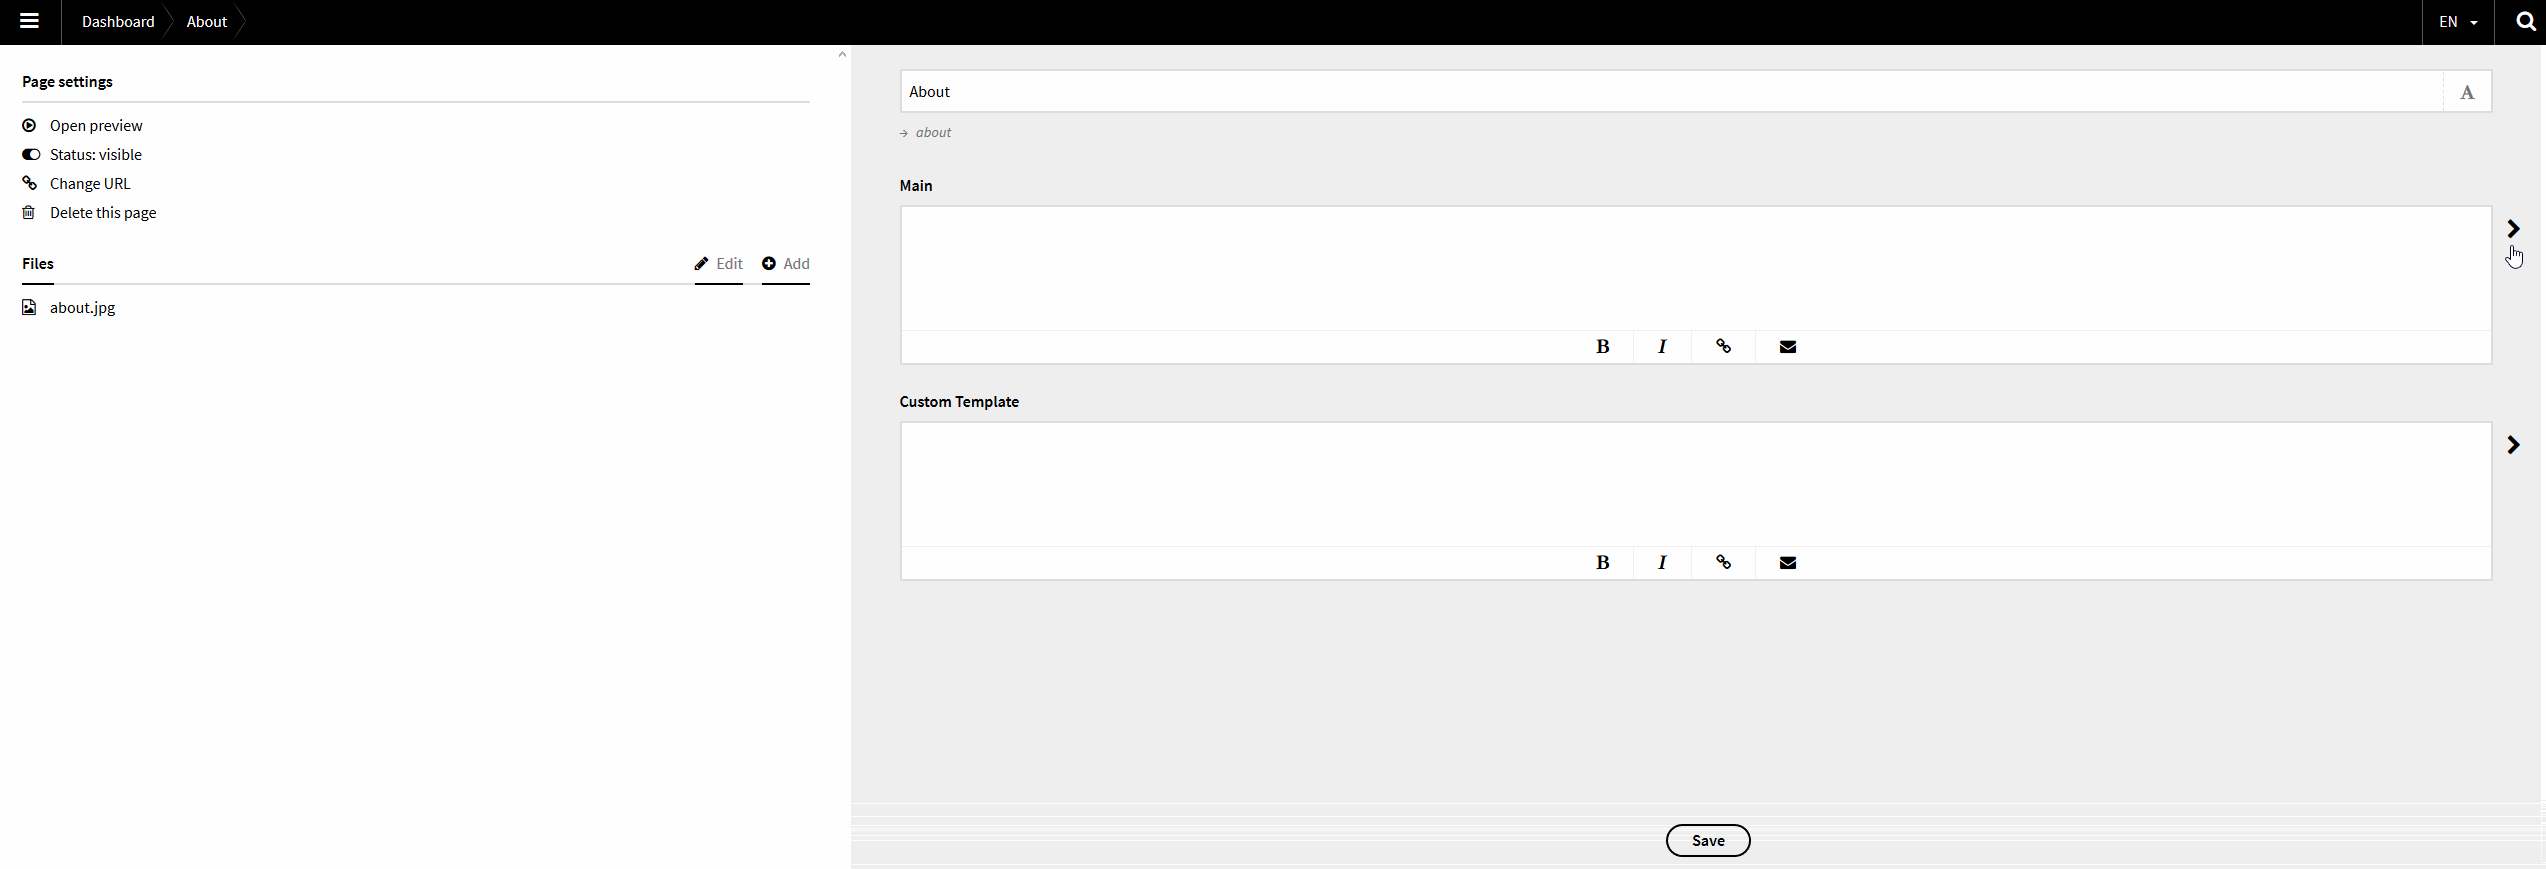 Dashboard About EN
Page settings
Open preview
Status: visible
Change URL
Delete this page
Files Edit Add
about.jpg
About A
about
Main
B I
Custom Template
B I
Save